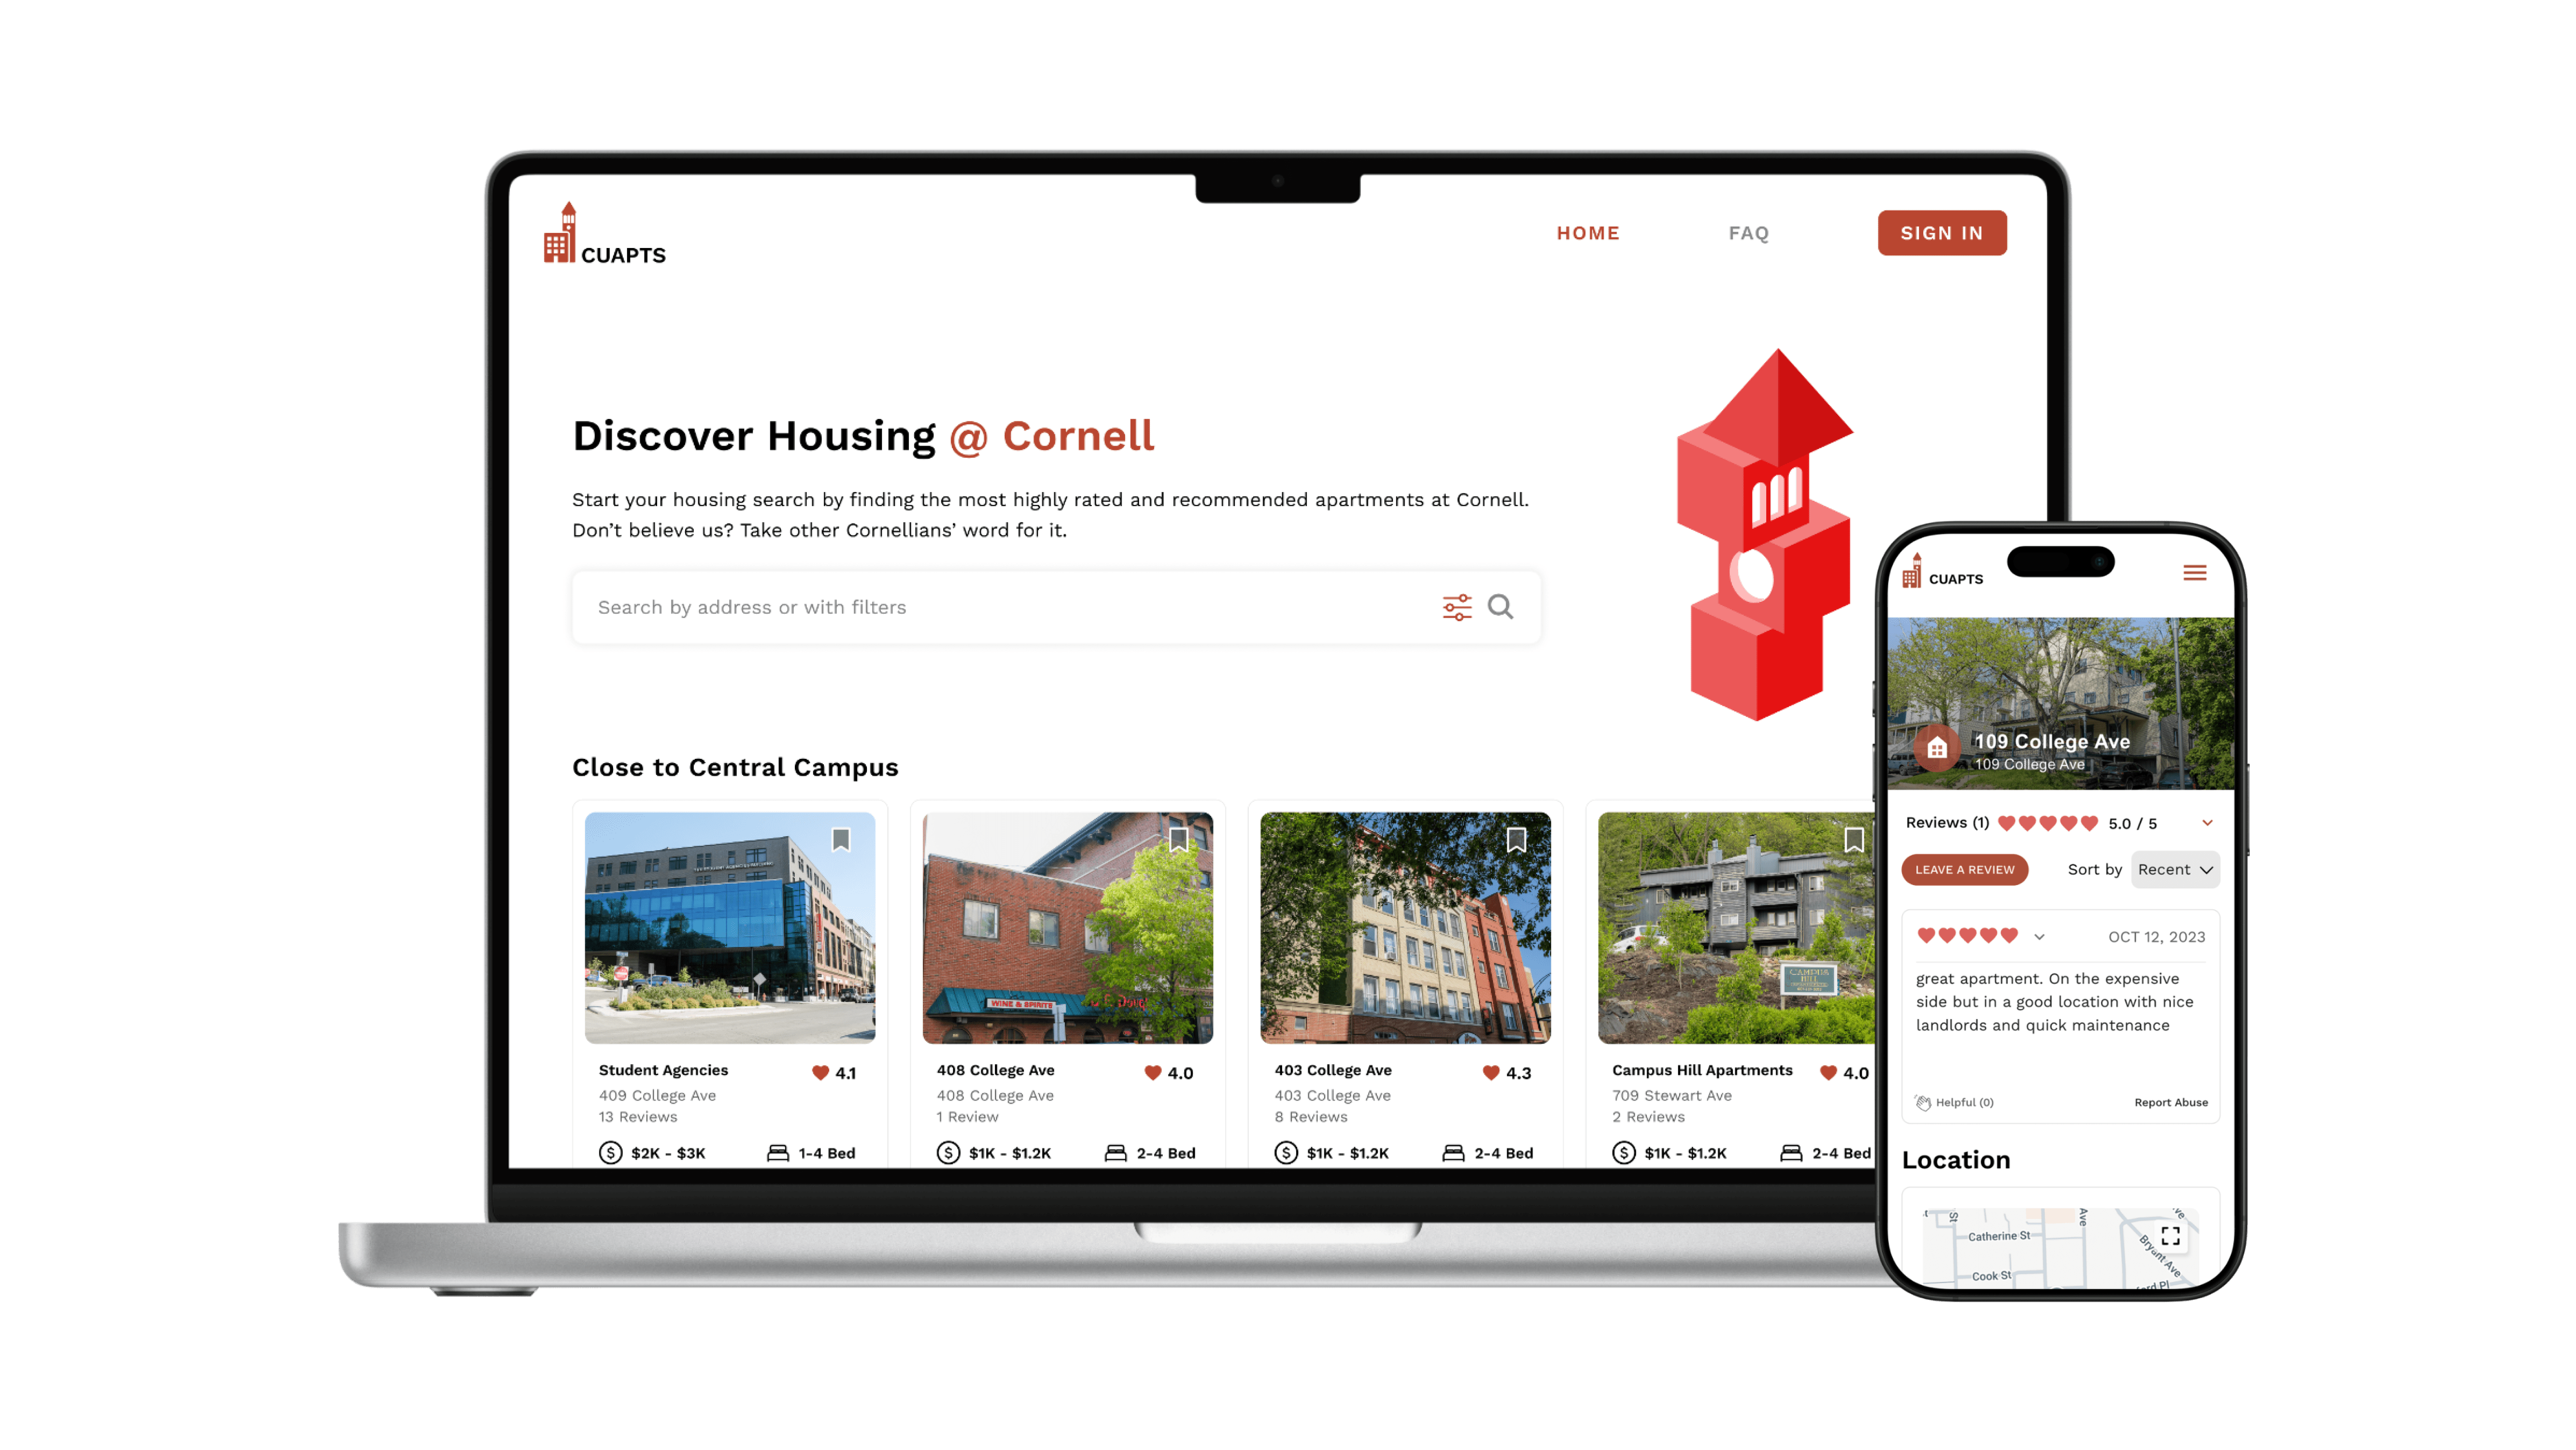 CUAPTS
HOME
FAQ
SIGN IN
Discover Housing @ Cornell
Start your housing search by finding the most highly rated and recommended apartments at Cornell.
Don’t believe us? Take other Cornellians’ word for it.
Search by address or with filters
Close to Central Campus
WINE & SPIRITS
CAMPUS
HILL
Student Agencies
4.1
409 College Ave
13 Reviews
$2K - $3K
1-4 Bed
408 College Ave
4.0
408 College Ave
1 Review
$1K - $1.2K
2-4 Bed
403 College Ave
4.3
403 College Ave
8 Reviews
$1K - $1.2K
2-4 Bed
Campus Hill Apartments
4.0
709 Stewart Ave
2 Reviews
$1K - $1.2K
2-4 Bed
CUAPTS
109 College Ave
109 College Ave
Reviews (1)
5.0 / 5
LEAVE A REVIEW
Sort by
Recent
OCT 12, 2023
great apartment. On the expensive
side but in a good location with nice
landlords and quick maintenance
Helpful (0)
Report Abuse
Location
St
Ave
Catherine St
Bryant Ave
Cook St